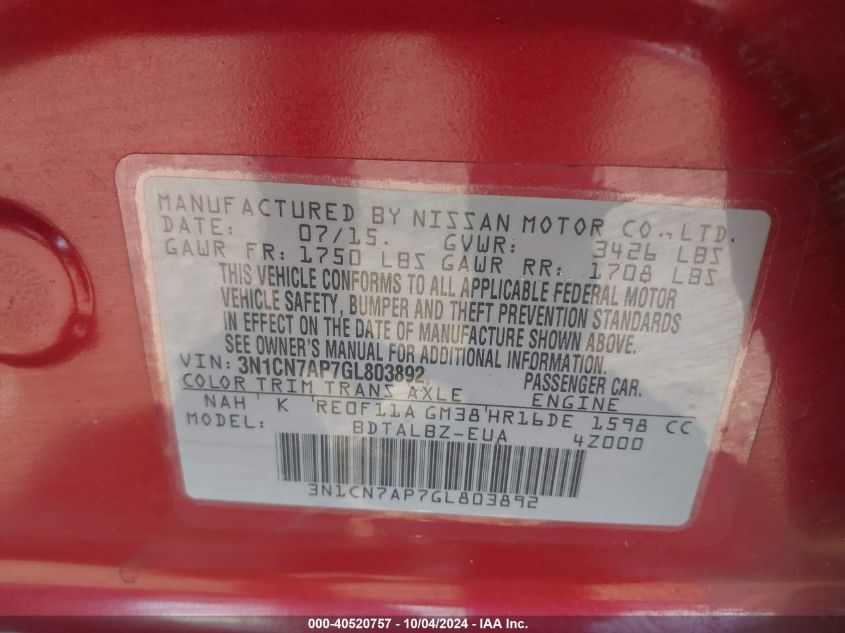 MANUFACTURED BY NISSAN MOTOR CO., LTD.
DATE: 07/15. GVWR: 3426 LBS
GAWR FR: 1750 LBS GAWR RR: 1708 LBS
THIS VEHICLE CONFORMS TO ALL APPLICABLE FEDERAL MOTOR
VEHICLE SAFETY, BUMPER AND THEFT PREVENTION STANDARDS
IN EFFECT ON THE DATE OF MANUFACTURE SHOWN ABOVE.
SEE OWNER'S MANUAL FOR ADDITIONAL INFORMATION.
VIN: 3N1CN7AP7GL803892 PASSENGER CAR.
COLOR TRIM TRANS AXLE ENGINE
NAH K RE0F11A GM38 HR16DE 1598 CC
MODEL: BDTALBZ-EUA 4Z000
3N1CN7AP7GL803892
000-40520757 - 10/04/2024 - IAA Inc.